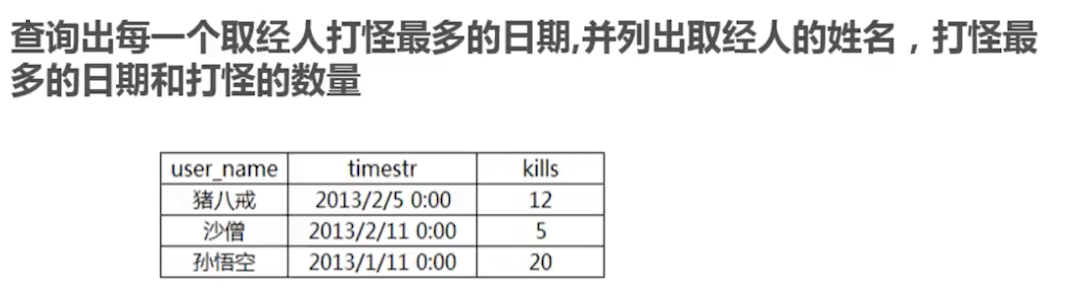 查询出每一个取经人打怪最多的日期,并列出取经人的姓名，打怪最
多的日期和打怪的数量
user_name timestr kills
猪八戒 2013/2/5 0:00 12
沙僧 2013/2/11 0:00 5
孙悟空 2013/1/11 0:00 20